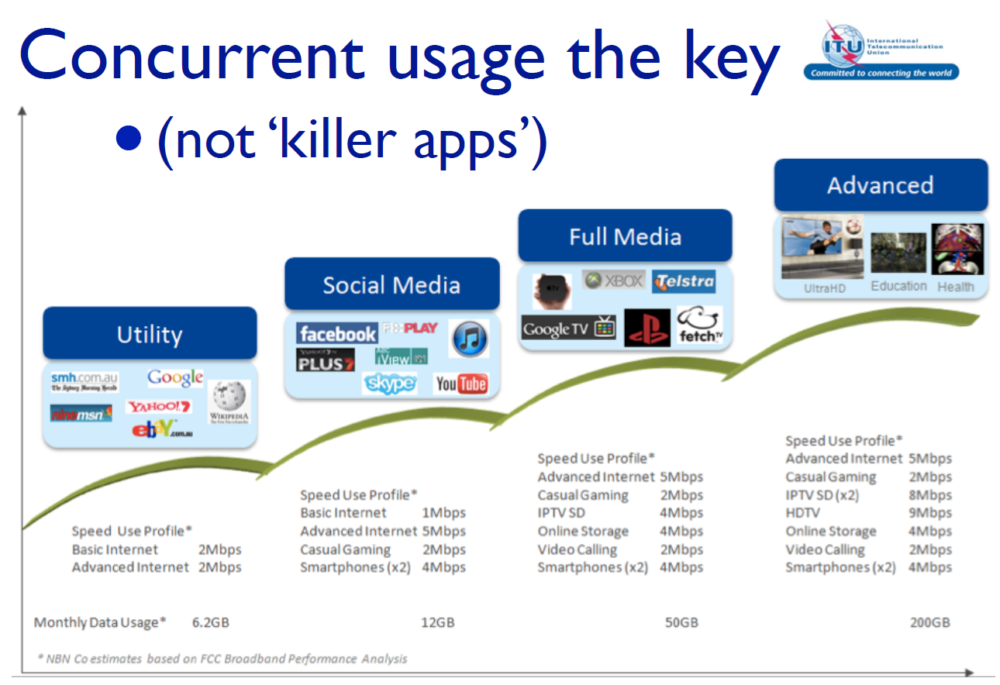 Concurrent usage the key
ITU International
Telecommunication
Union
Committed to connecting the world
• (not ‘killer apps’)
Utility
smh.com.au
The Sydney Morning Herald
Google
ninemsn
YAHOO!7
WIKIPEDIA
The Free Encyclopedia
ebay.com.au
Speed Use Profile*
Basic Internet 2Mbps
Advanced Internet 2Mbps
Social Media
facebook
PLAY
YAHOO!7 TV
PLUS7
ABC
iVIEW
skype
YouTube
Speed Use Profile*
Basic Internet 1Mbps
Advanced Internet 5Mbps
Casual Gaming 2Mbps
Smartphones (x2) 4Mbps
Full Media
tv
XBOX
Telstra
Google TV
fetchTV
Speed Use Profile*
Advanced Internet 5Mbps
Casual Gaming 2Mbps
IPTV SD 4Mbps
Online Storage 4Mbps
Video Calling 2Mbps
Smartphones (x2) 4Mbps
Advanced
UltraHD
Education
Health
Speed Use Profile*
Advanced Internet 5Mbps
Casual Gaming 2Mbps
IPTV SD (x2) 8Mbps
HDTV 9Mbps
Online Storage 4Mbps
Video Calling 2Mbps
Smartphones (x2) 4Mbps
Monthly Data Usage* 6.2GB 12GB 50GB 200GB
* NBN Co estimates based on FCC Broadband Performance Analysis